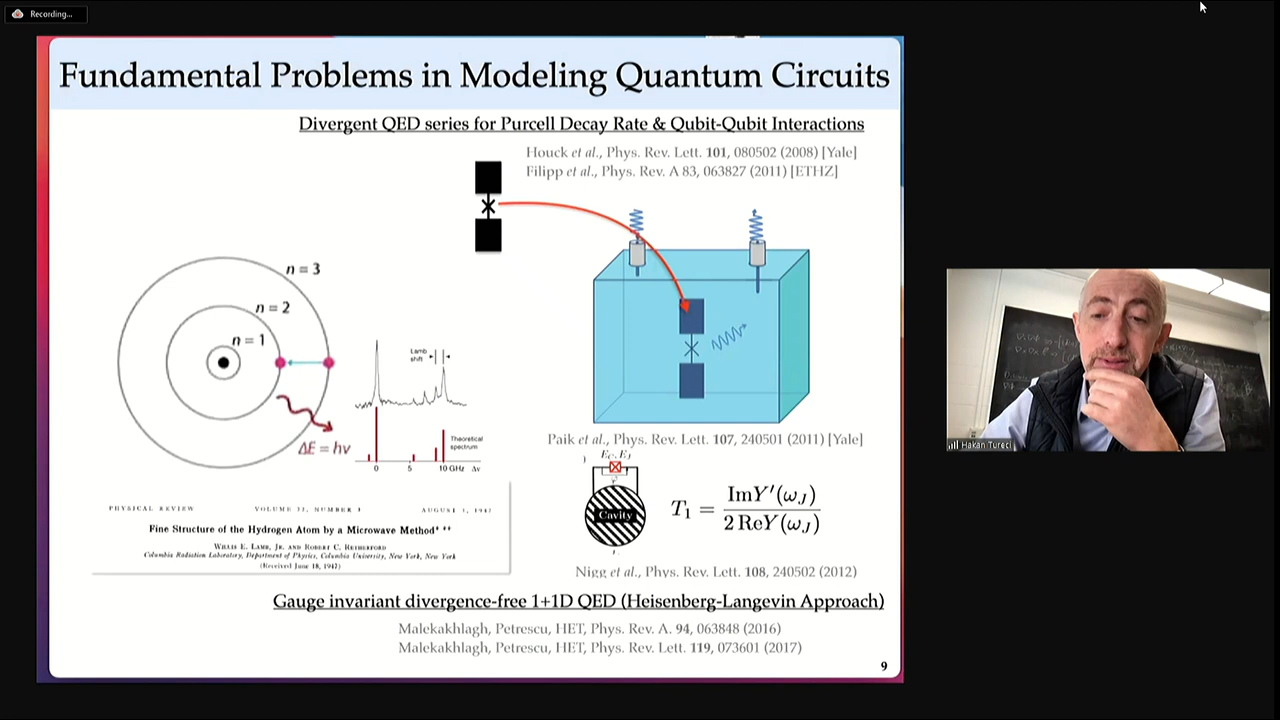 Recording...
Fundamental Problems in Modeling Quantum Circuits
Divergent QED series for Purcell Decay Rate & Qubit-Qubit Interactions
Houck et al., Phys. Rev. Lett. 101, 080502 (2008) [Yale]
Filipp et al., Phys. Rev. A 83, 063827 (2011) [ETHZ]
n = 3
n = 2
n = 1
ΔE = hν
Lamb
shift
Theoretical
spectrum
0 5 10 GHz Δν
Paik et al., Phys. Rev. Lett. 107, 240501 (2011) [Yale]
E_C, E_J
Cavity
T₁ = ImY′(ω_J) / 2 ReY(ω_J)
Nigg et al., Phys. Rev. Lett. 108, 240502 (2012)
PHYSICAL REVIEW VOLUME NUMBER AUGUST
Fine Structure of the Hydrogen Atom by a Microwave Method* **
Willis E. Lamb, Jr. and Robert C. Retherford
Columbia Radiation Laboratory, Department of Physics, Columbia University, New York, New York
(Received June 18, 1947)
Gauge invariant divergence-free 1+1D QED (Heisenberg-Langevin Approach)
Malekakhlagh, Petrescu, HET, Phys. Rev. A. 94, 063848 (2016)
Malekakhlagh, Petrescu, HET, Phys. Rev. Lett. 119, 073601 (2017)
9
Hakan Tureci